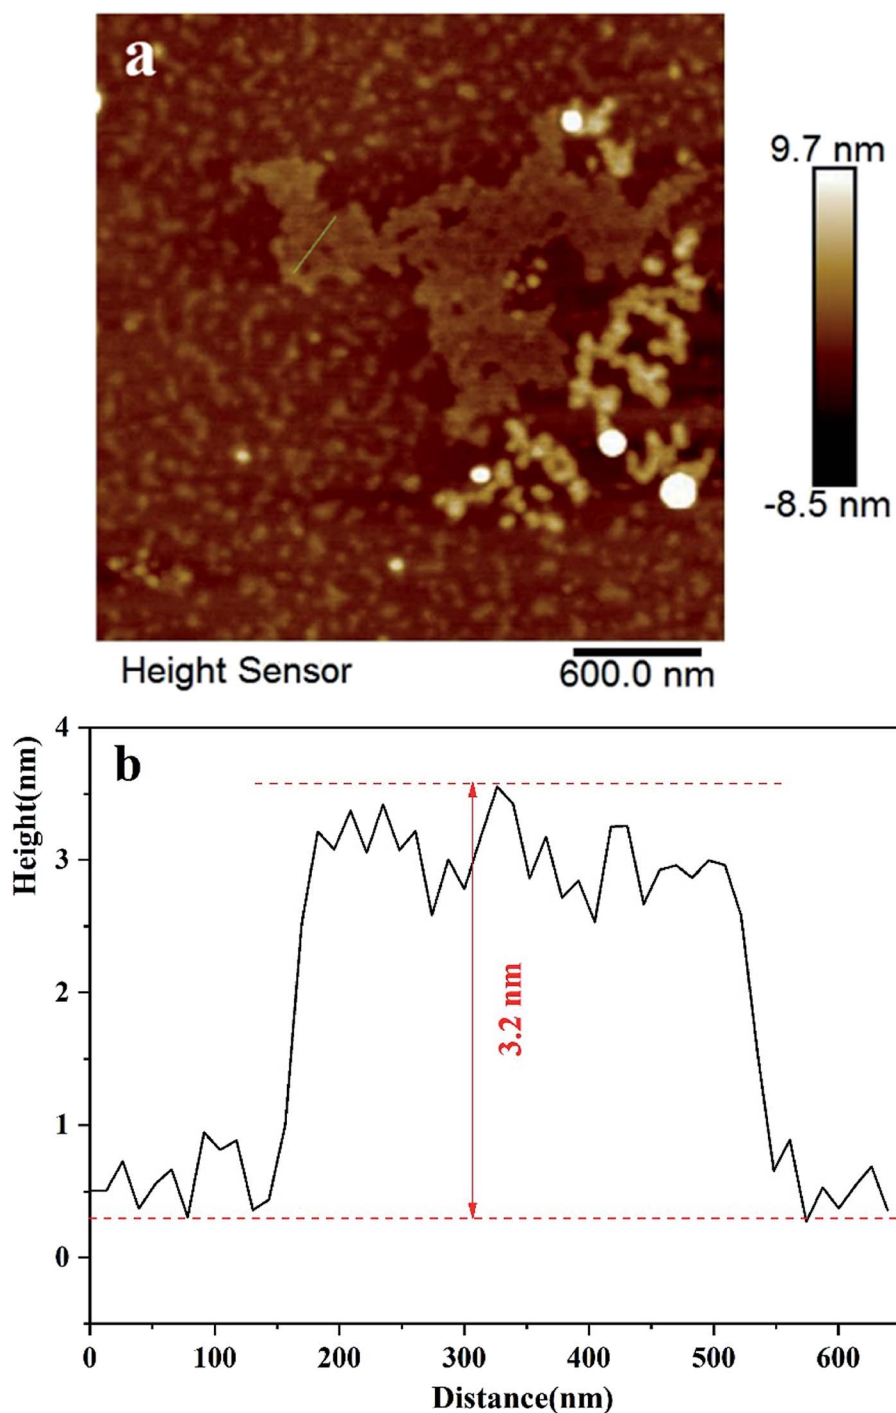 a
9.7 nm
-8.5 nm
Height Sensor
600.0 nm
b
Height(nm)
4
3
2
1
0
3.2 nm
0 100 200 300 400 500 600
Distance(nm)